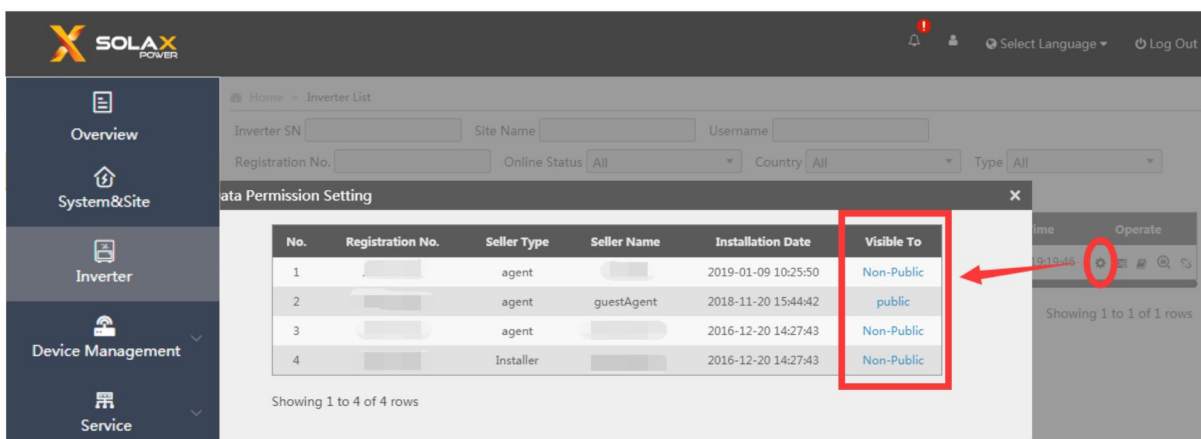 SOLAX
POWER
!
Select Language
Log Out
Overview
System&Site
Inverter
Device Management
Service
Home > Inverter List
Inverter SN Site Name Username
Registration No. Online Status All Country All Type All
ata Permission Setting ×
ime Operate
19:19:46
No. Registration No. Seller Type Seller Name Installation Date Visible To
1 agent 2019-01-09 10:25:50 Non-Public
2 agent guestAgent 2018-11-20 15:44:42 public
3 agent 2016-12-20 14:27:43 Non-Public
4 Installer 2016-12-20 14:27:43 Non-Public
Showing 1 to 4 of 4 rows
Showing 1 to 1 of 1 rows